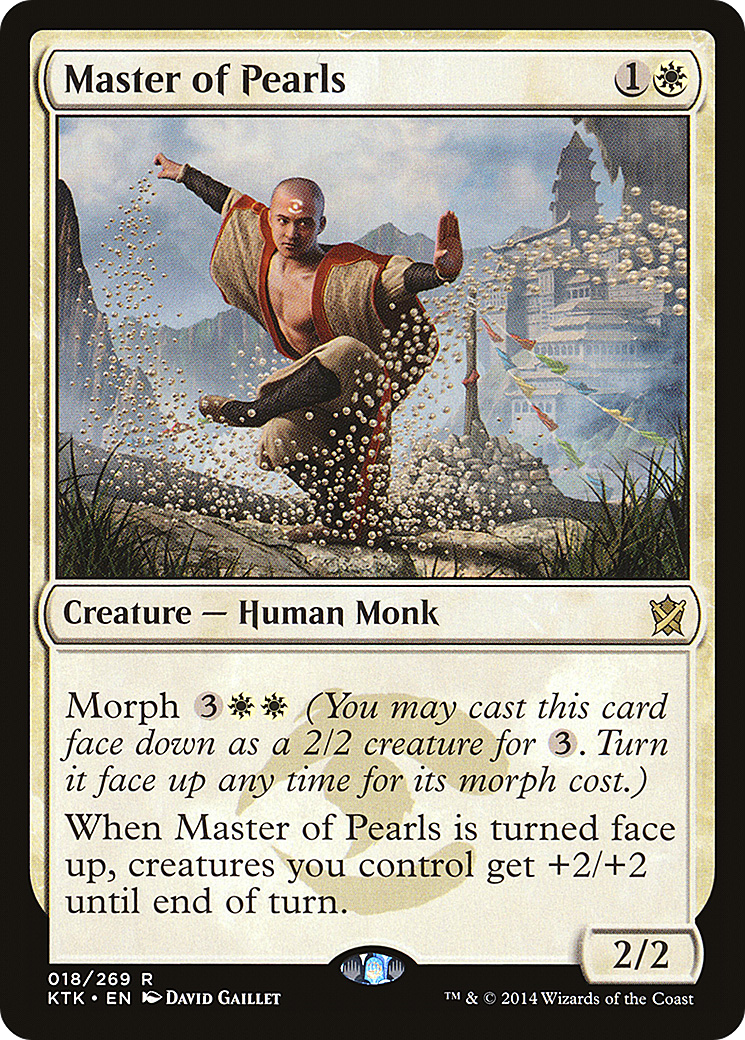 Master of Pearls 1
Creature — Human Monk
Morph 3 (You may cast this card
face down as a 2/2 creature for 3. Turn
it face up any time for its morph cost.)
When Master of Pearls is turned face
up, creatures you control get +2/+2
until end of turn.
2/2
018/269 R
KTK • EN DAVID GAILLET
™ & © 2014 Wizards of the Coast